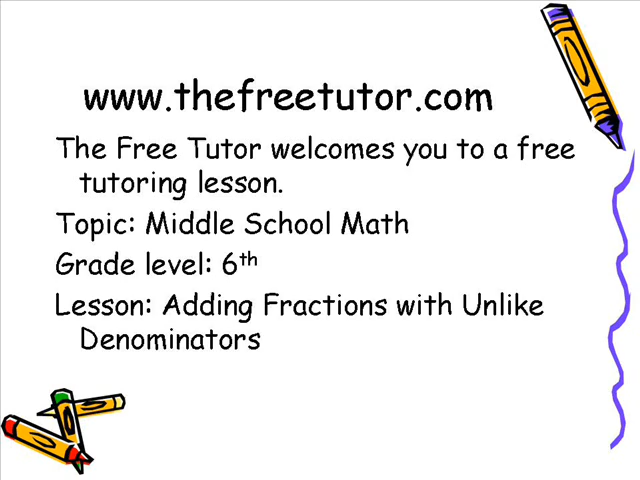 www.thefreetutor.com
The Free Tutor welcomes you to a free
tutoring lesson.
Topic: Middle School Math
Grade level: 6th
Lesson: Adding Fractions with Unlike
Denominators